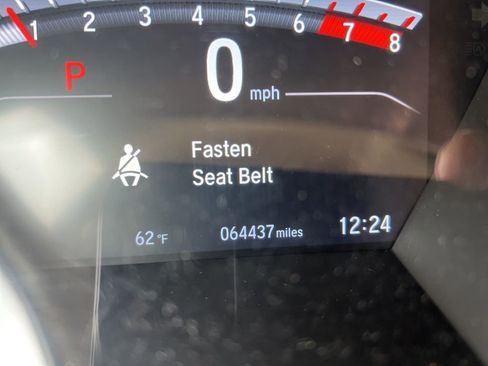 1 2 3 4 5 6 7 8
P
0 mph
Fasten
Seat Belt
62 °F 064437 miles 12:24